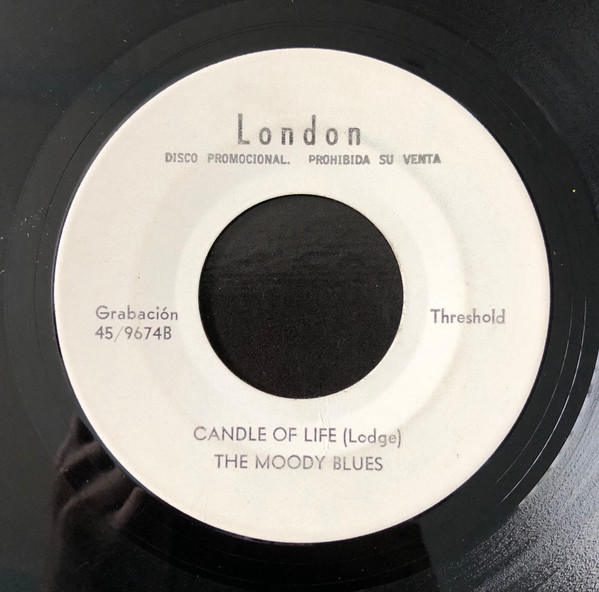 London
DISCO PROMOCIONAL. PROHIBIDA SU VENTA
Grabación
45/9674B
Threshold
CANDLE OF LIFE (Lodge)
THE MOODY BLUES